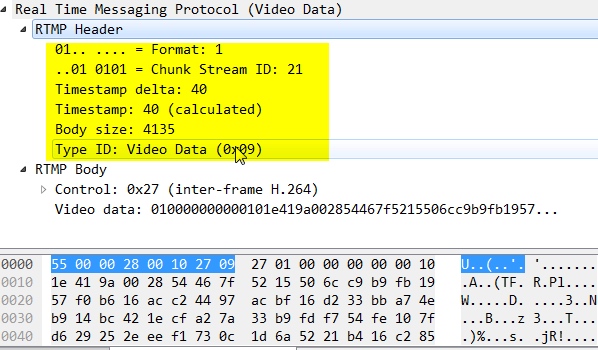 Real Time Messaging Protocol (Video Data)
RTMP Header
01.. .... = Format: 1
..01 0101 = Chunk Stream ID: 21
Timestamp delta: 40
Timestamp: 40 (calculated)
Body size: 4135
Type ID: Video Data (0x09)
RTMP Body
Control: 0x27 (inter-frame H.264)
Video data: 010000000000101e419a002854467f5215506cc9b9fb1957...
0000 55 00 00 28 00 10 27 09 27 01 00 00 00 00 00 10 U..(..'. '.......
0010 1e 41 9a 00 28 54 46 7f 52 15 50 6c c9 b9 fb 19 .A..(TF. R.Pl....
0020 57 f0 b6 16 ac c2 44 97 ac bf 16 d2 33 bb a7 4e W.....D. ....3..N
0030 b9 14 bc 42 1e cf a2 7a 33 b9 fd f7 54 fe 10 7f ...B...z 3...T...
0040 d6 29 25 2e ee f1 73 0c 1d 6a 52 21 b4 16 c2 85 .)%...s. .jR!....